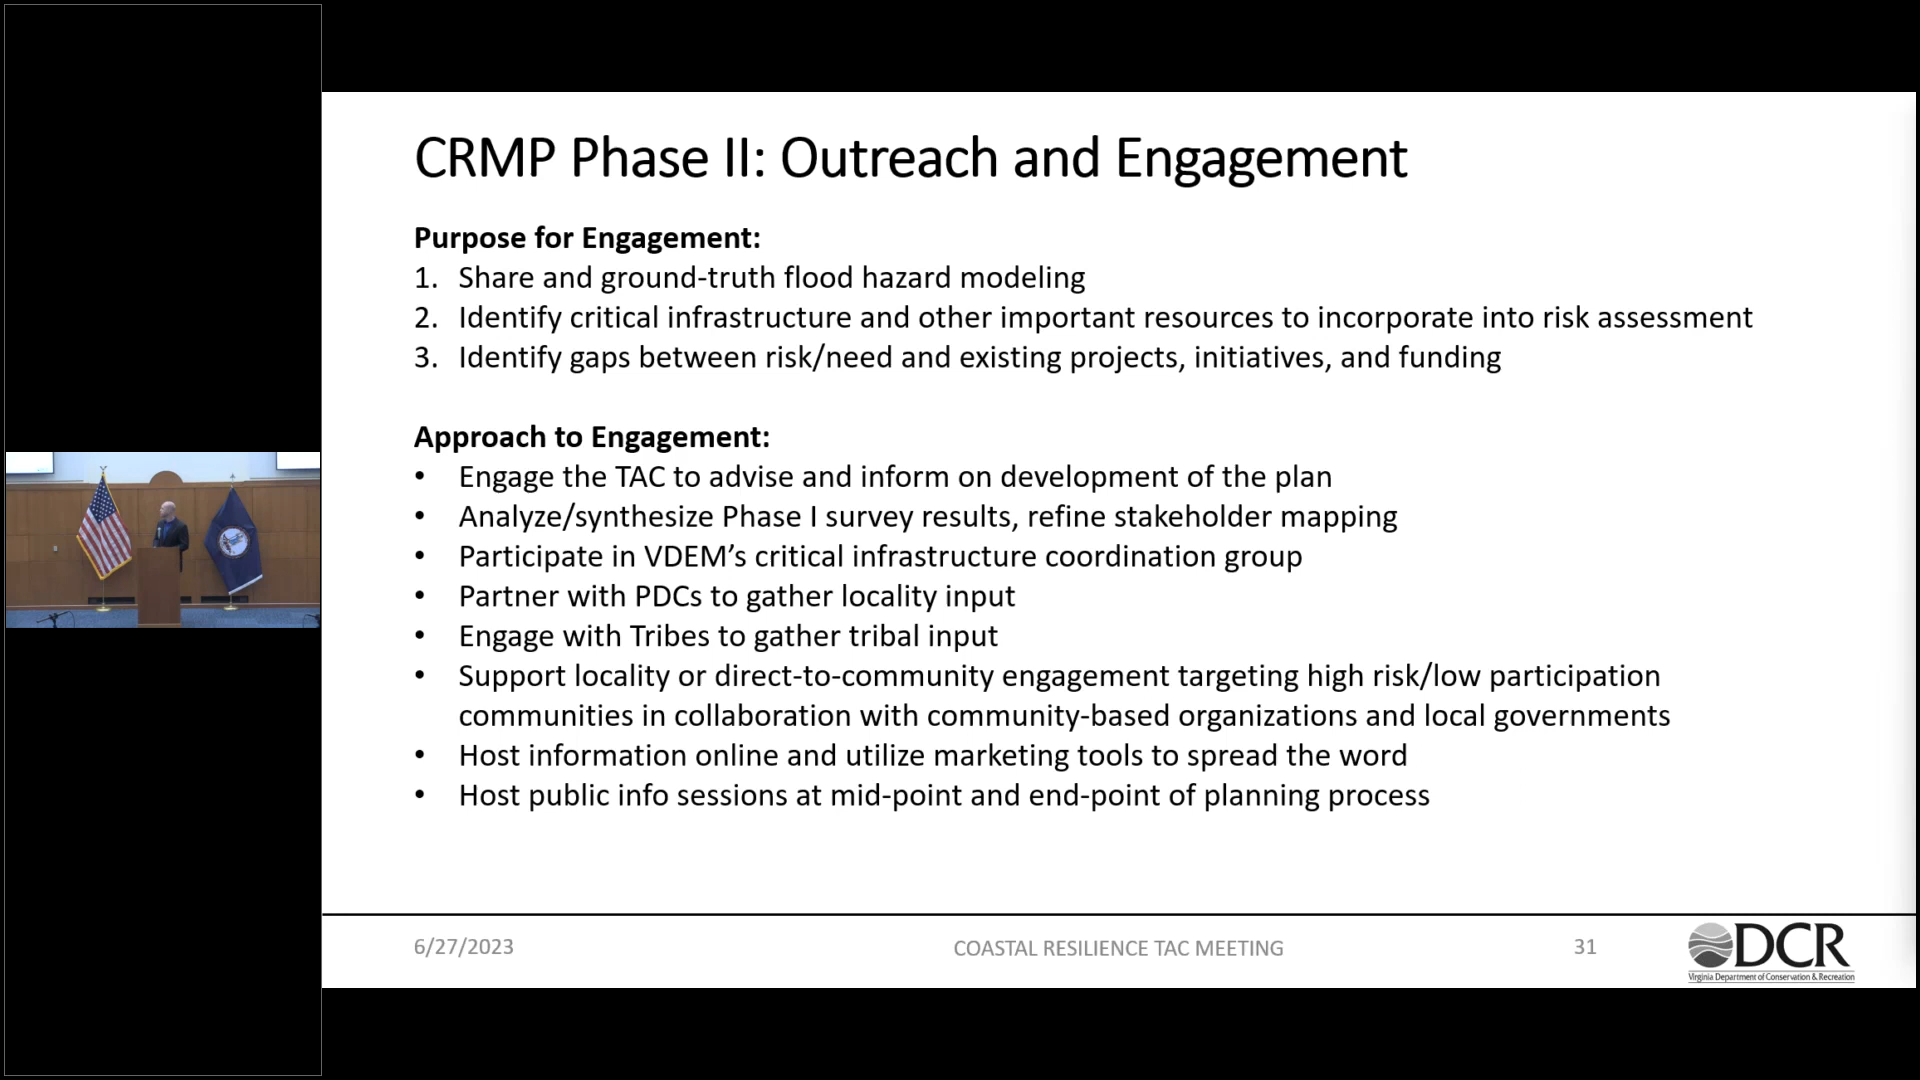 CRMP Phase II: Outreach and Engagement
Purpose for Engagement:
1. Share and ground-truth flood hazard modeling
2. Identify critical infrastructure and other important resources to incorporate into risk assessment
3. Identify gaps between risk/need and existing projects, initiatives, and funding
Approach to Engagement:
• Engage the TAC to advise and inform on development of the plan
• Analyze/synthesize Phase I survey results, refine stakeholder mapping
• Participate in VDEM’s critical infrastructure coordination group
• Partner with PDCs to gather locality input
• Engage with Tribes to gather tribal input
• Support locality or direct-to-community engagement targeting high risk/low participation
communities in collaboration with community-based organizations and local governments
• Host information online and utilize marketing tools to spread the word
• Host public info sessions at mid-point and end-point of planning process
6/27/2023
COASTAL RESILIENCE TAC MEETING
31
DCR
Virginia Department of Conservation & Recreation